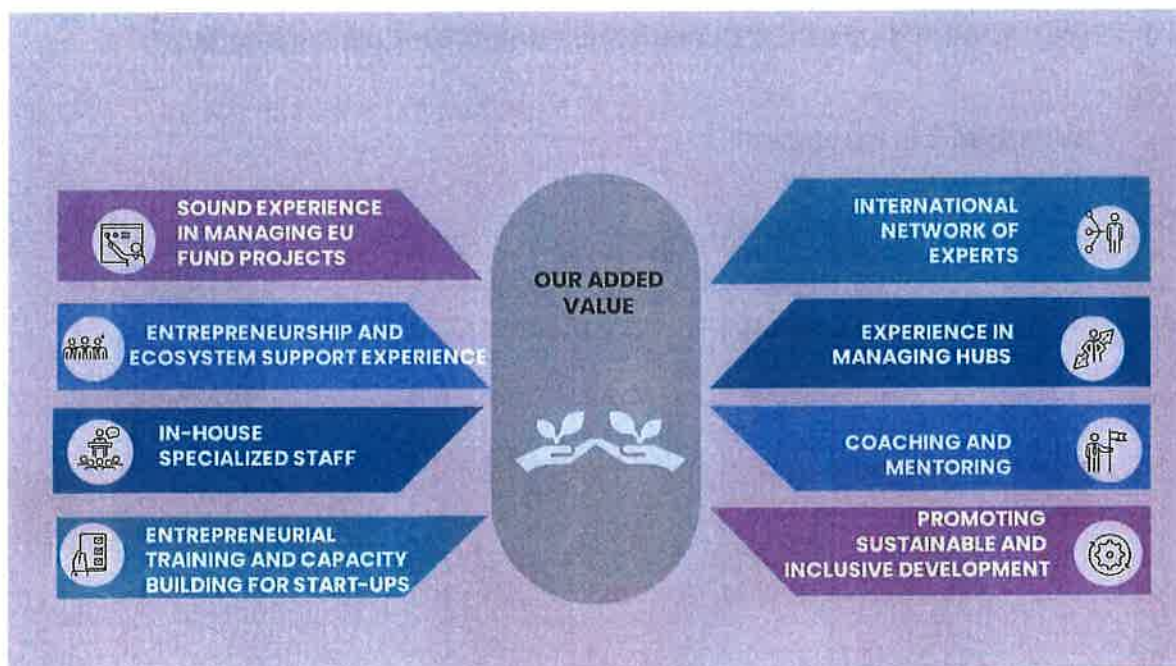 SOUND EXPERIENCE
IN MANAGING EU
FUND PROJECTS
ENTREPRENEURSHIP AND
ECOSYSTEM SUPPORT EXPERIENCE
IN-HOUSE
SPECIALIZED STAFF
ENTREPRENEURIAL
TRAINING AND CAPACITY
BUILDING FOR START-UPS
OUR ADDED
VALUE
INTERNATIONAL
NETWORK OF
EXPERTS
EXPERIENCE IN
MANAGING HUBS
COACHING AND
MENTORING
PROMOTING
SUSTAINABLE AND
INCLUSIVE DEVELOPMENT